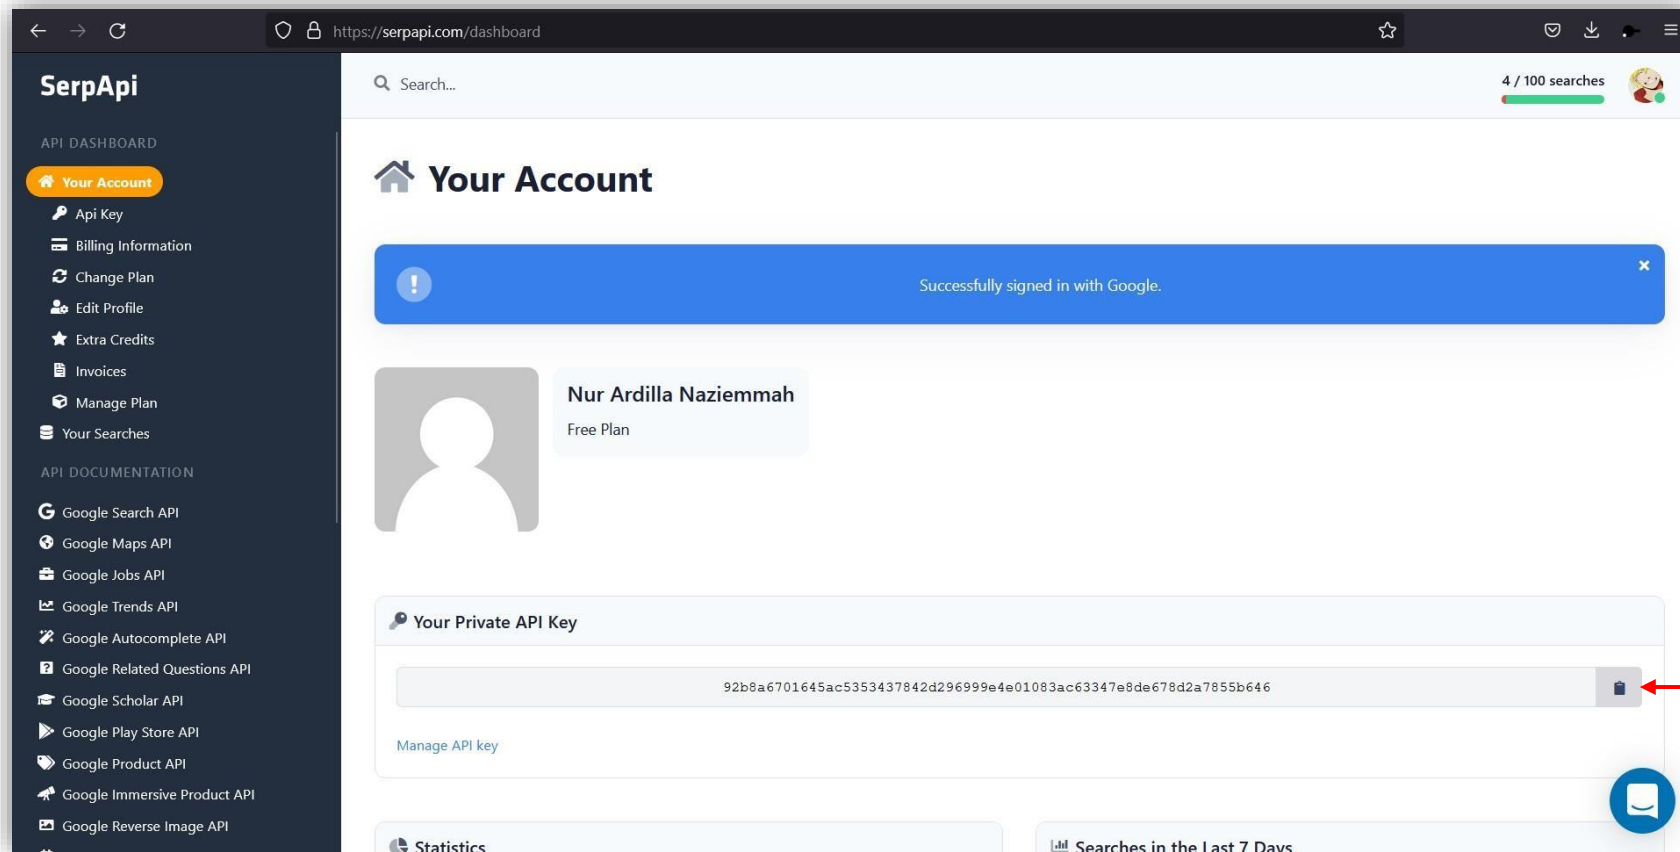 https://serpapi.com/dashboard
SerpApi
Search...
4 / 100 searches
API DASHBOARD
Your Account
Api Key
Billing Information
Change Plan
Edit Profile
Extra Credits
Invoices
Manage Plan
Your Searches
API DOCUMENTATION
Google Search API
Google Maps API
Google Jobs API
Google Trends API
Google Autocomplete API
Google Related Questions API
Google Scholar API
Google Play Store API
Google Product API
Google Immersive Product API
Google Reverse Image API
Your Account
Successfully signed in with Google.
Nur Ardilla Naziemmah
Free Plan
Your Private API Key
92b8a6701645ac5353437842d296999e4e01083ac63347e8de678d2a7855b646
Manage API key
Statistics
Searches in the Last 7 Days